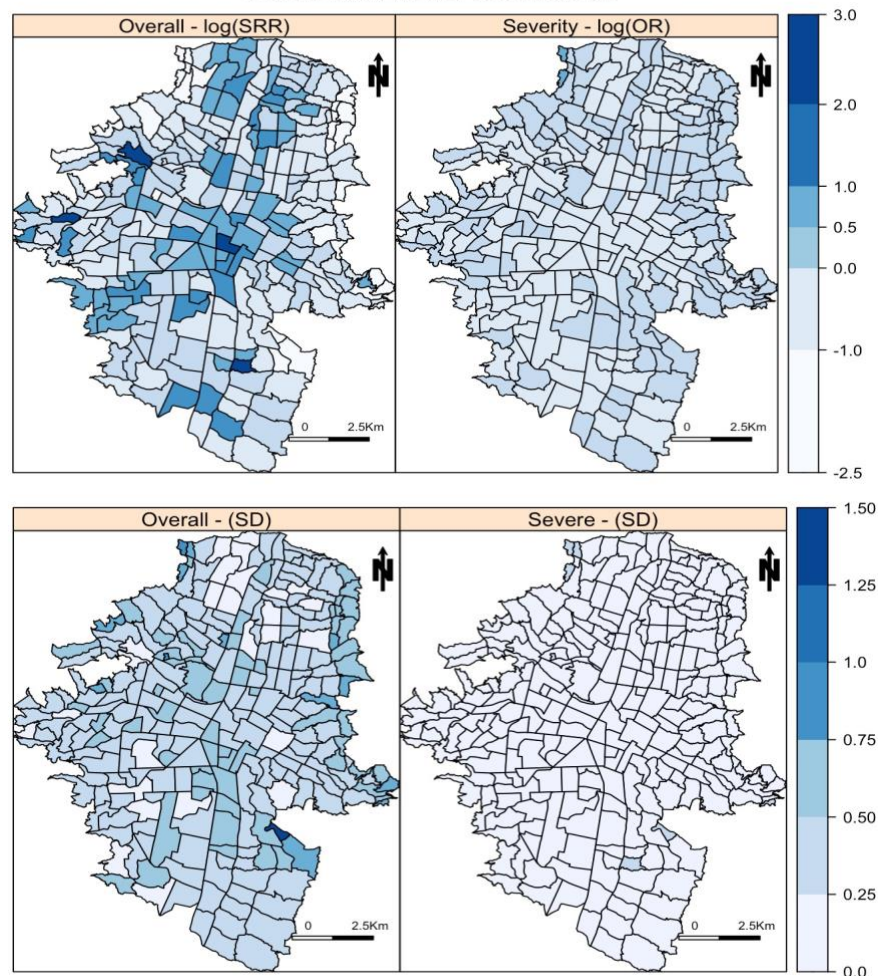 Overall - log(SRR)
Severity - log(OR)
N
N
0 2.5Km
0 2.5Km
3.0
2.0
1.0
0.5
0.0
-1.0
-2.5
Overall - (SD)
Severe - (SD)
N
N
0 2.5Km
0 2.5Km
1.50
1.25
1.0
0.75
0.50
0.25
0.0